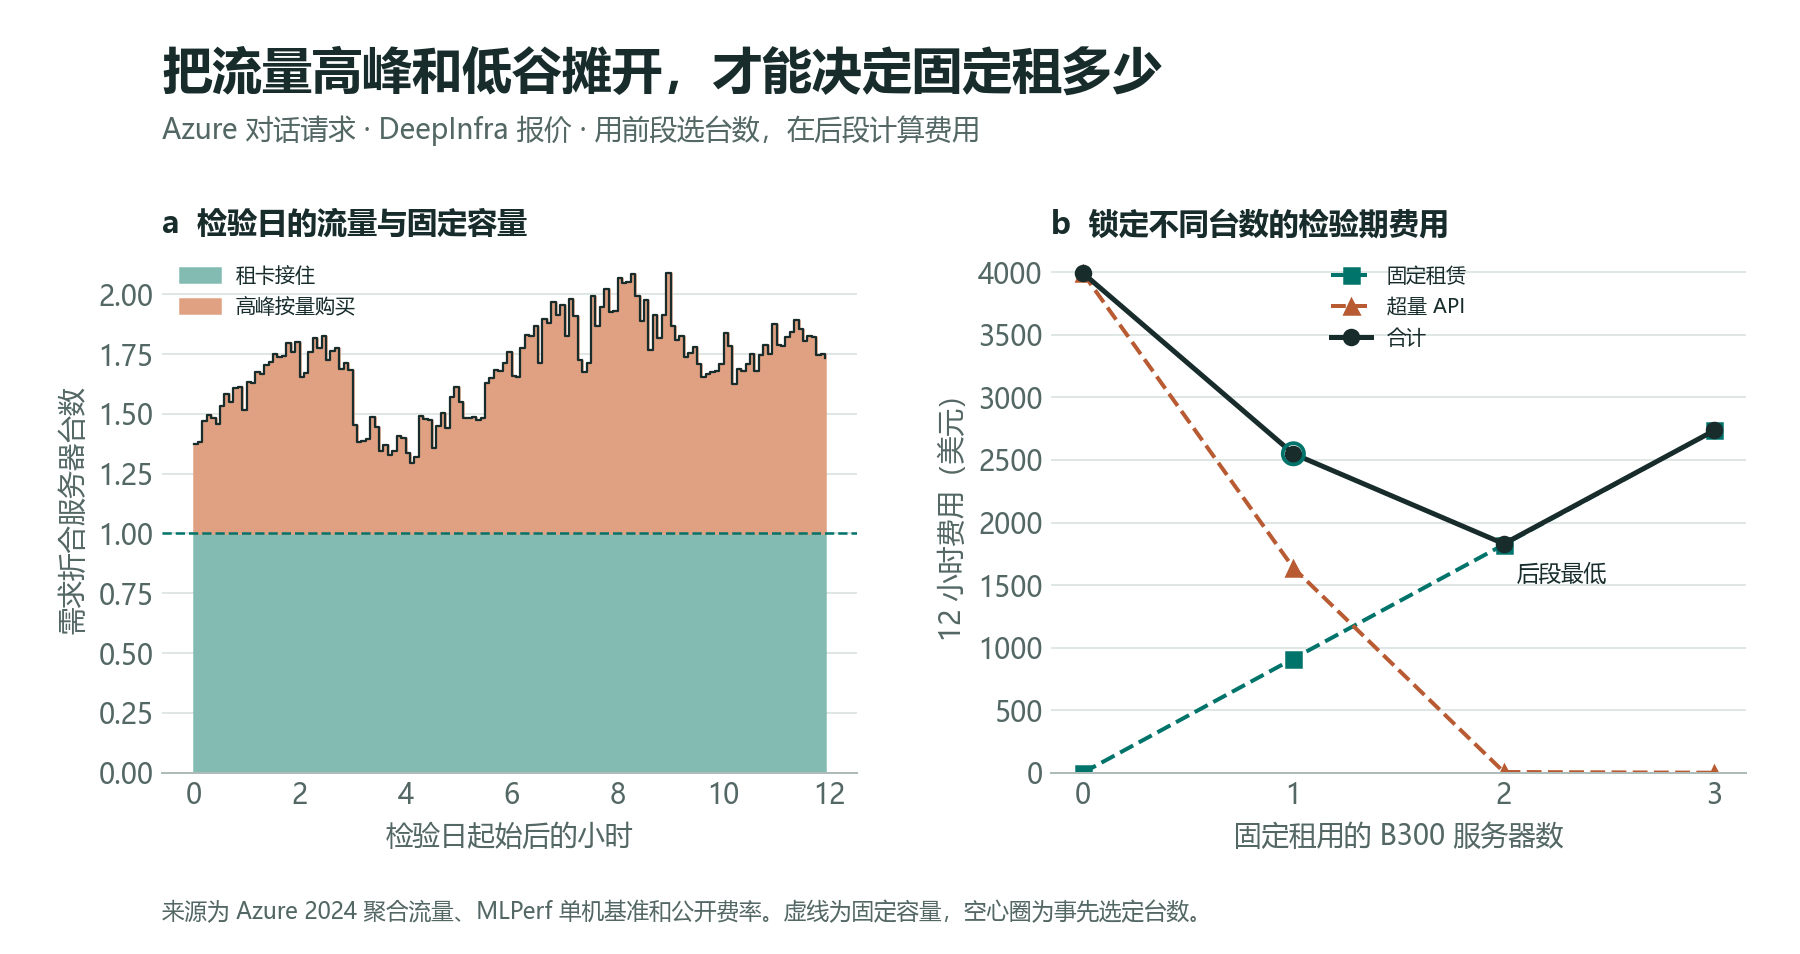 把流量高峰和低谷摊开，才能决定固定租多少
Azure 对话请求 · DeepInfra 报价 · 用前段选台数，在后段计算费用
a 检验日的流量与固定容量
租卡接住
高峰按量购买
需求折合服务器台数
2.00
1.75
1.50
1.25
1.00
0.75
0.50
0.25
0.00
0 2 4 6 8 10 12
检验日起始后的小时
b 锁定不同台数的检验期费用
固定租赁
超量 API
合计
12 小时费用（美元）
4000
3500
3000
2500
2000
1500
1000
500
0
后段最低
0 1 2 3
固定租用的 B300 服务器数
来源为 Azure 2024 聚合流量、MLPerf 单机基准和公开费率。虚线为固定容量，空心圈为事先选定台数。